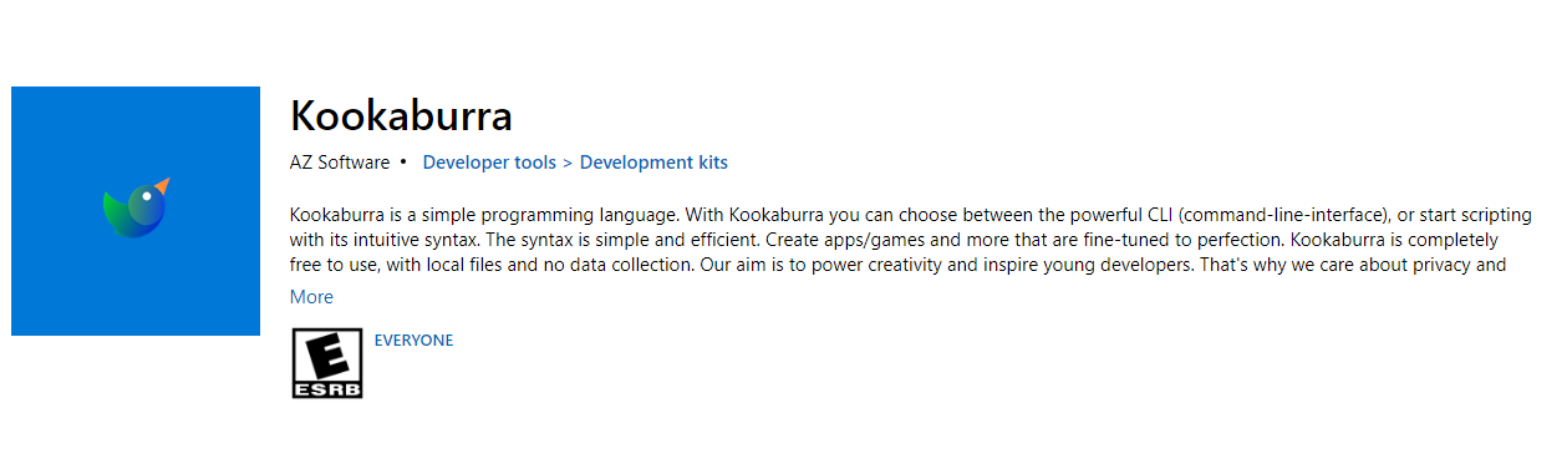 Kookaburra
AZ Software • Developer tools > Development kits
Kookaburra is a simple programming language. With Kookaburra you can choose between the powerful CLI (command-line-interface), or start scripting
with its intuitive syntax. The syntax is simple and efficient. Create apps/games and more that are fine-tuned to perfection. Kookaburra is completely
free to use, with local files and no data collection. Our aim is to power creativity and inspire young developers. That's why we care about privacy and
More
E EVERYONE
ESRB